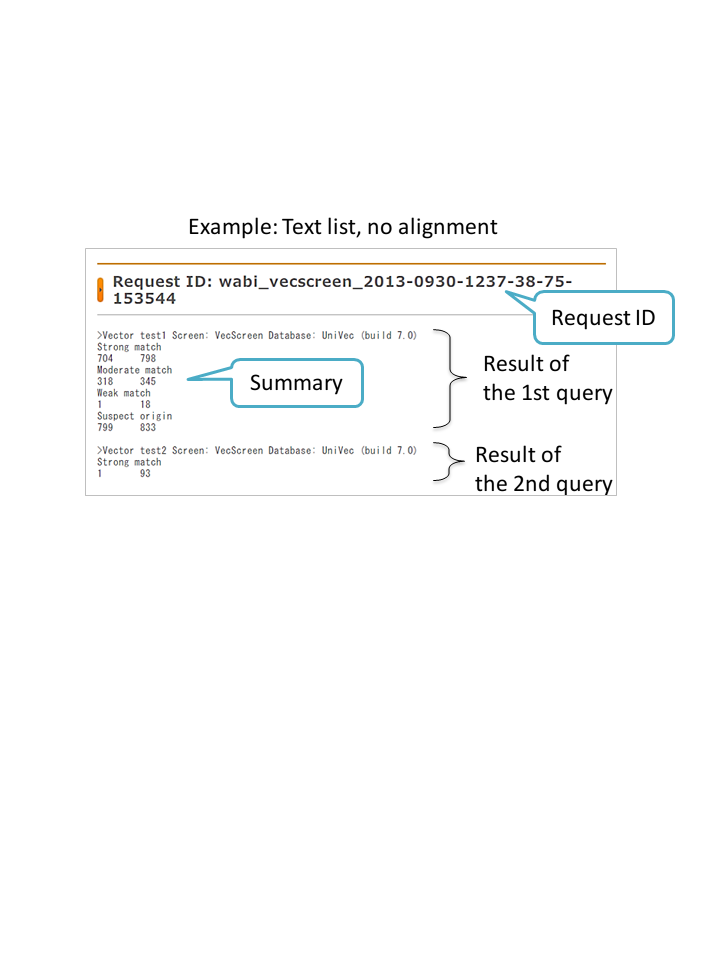 Example: Text list, no alignment
Request ID: wabi_vecscreen_2013-0930-1237-38-75-
153544
Request ID
>Vector test1 Screen: VecScreen Database: UniVec (build 7.0)
Strong match
704 798
Moderate match
318 345
Weak match
1 18
Suspect origin
799 833
Summary
Result of
the 1st query
>Vector test2 Screen: VecScreen Database: UniVec (build 7.0)
Strong match
1 93
Result of
the 2nd query